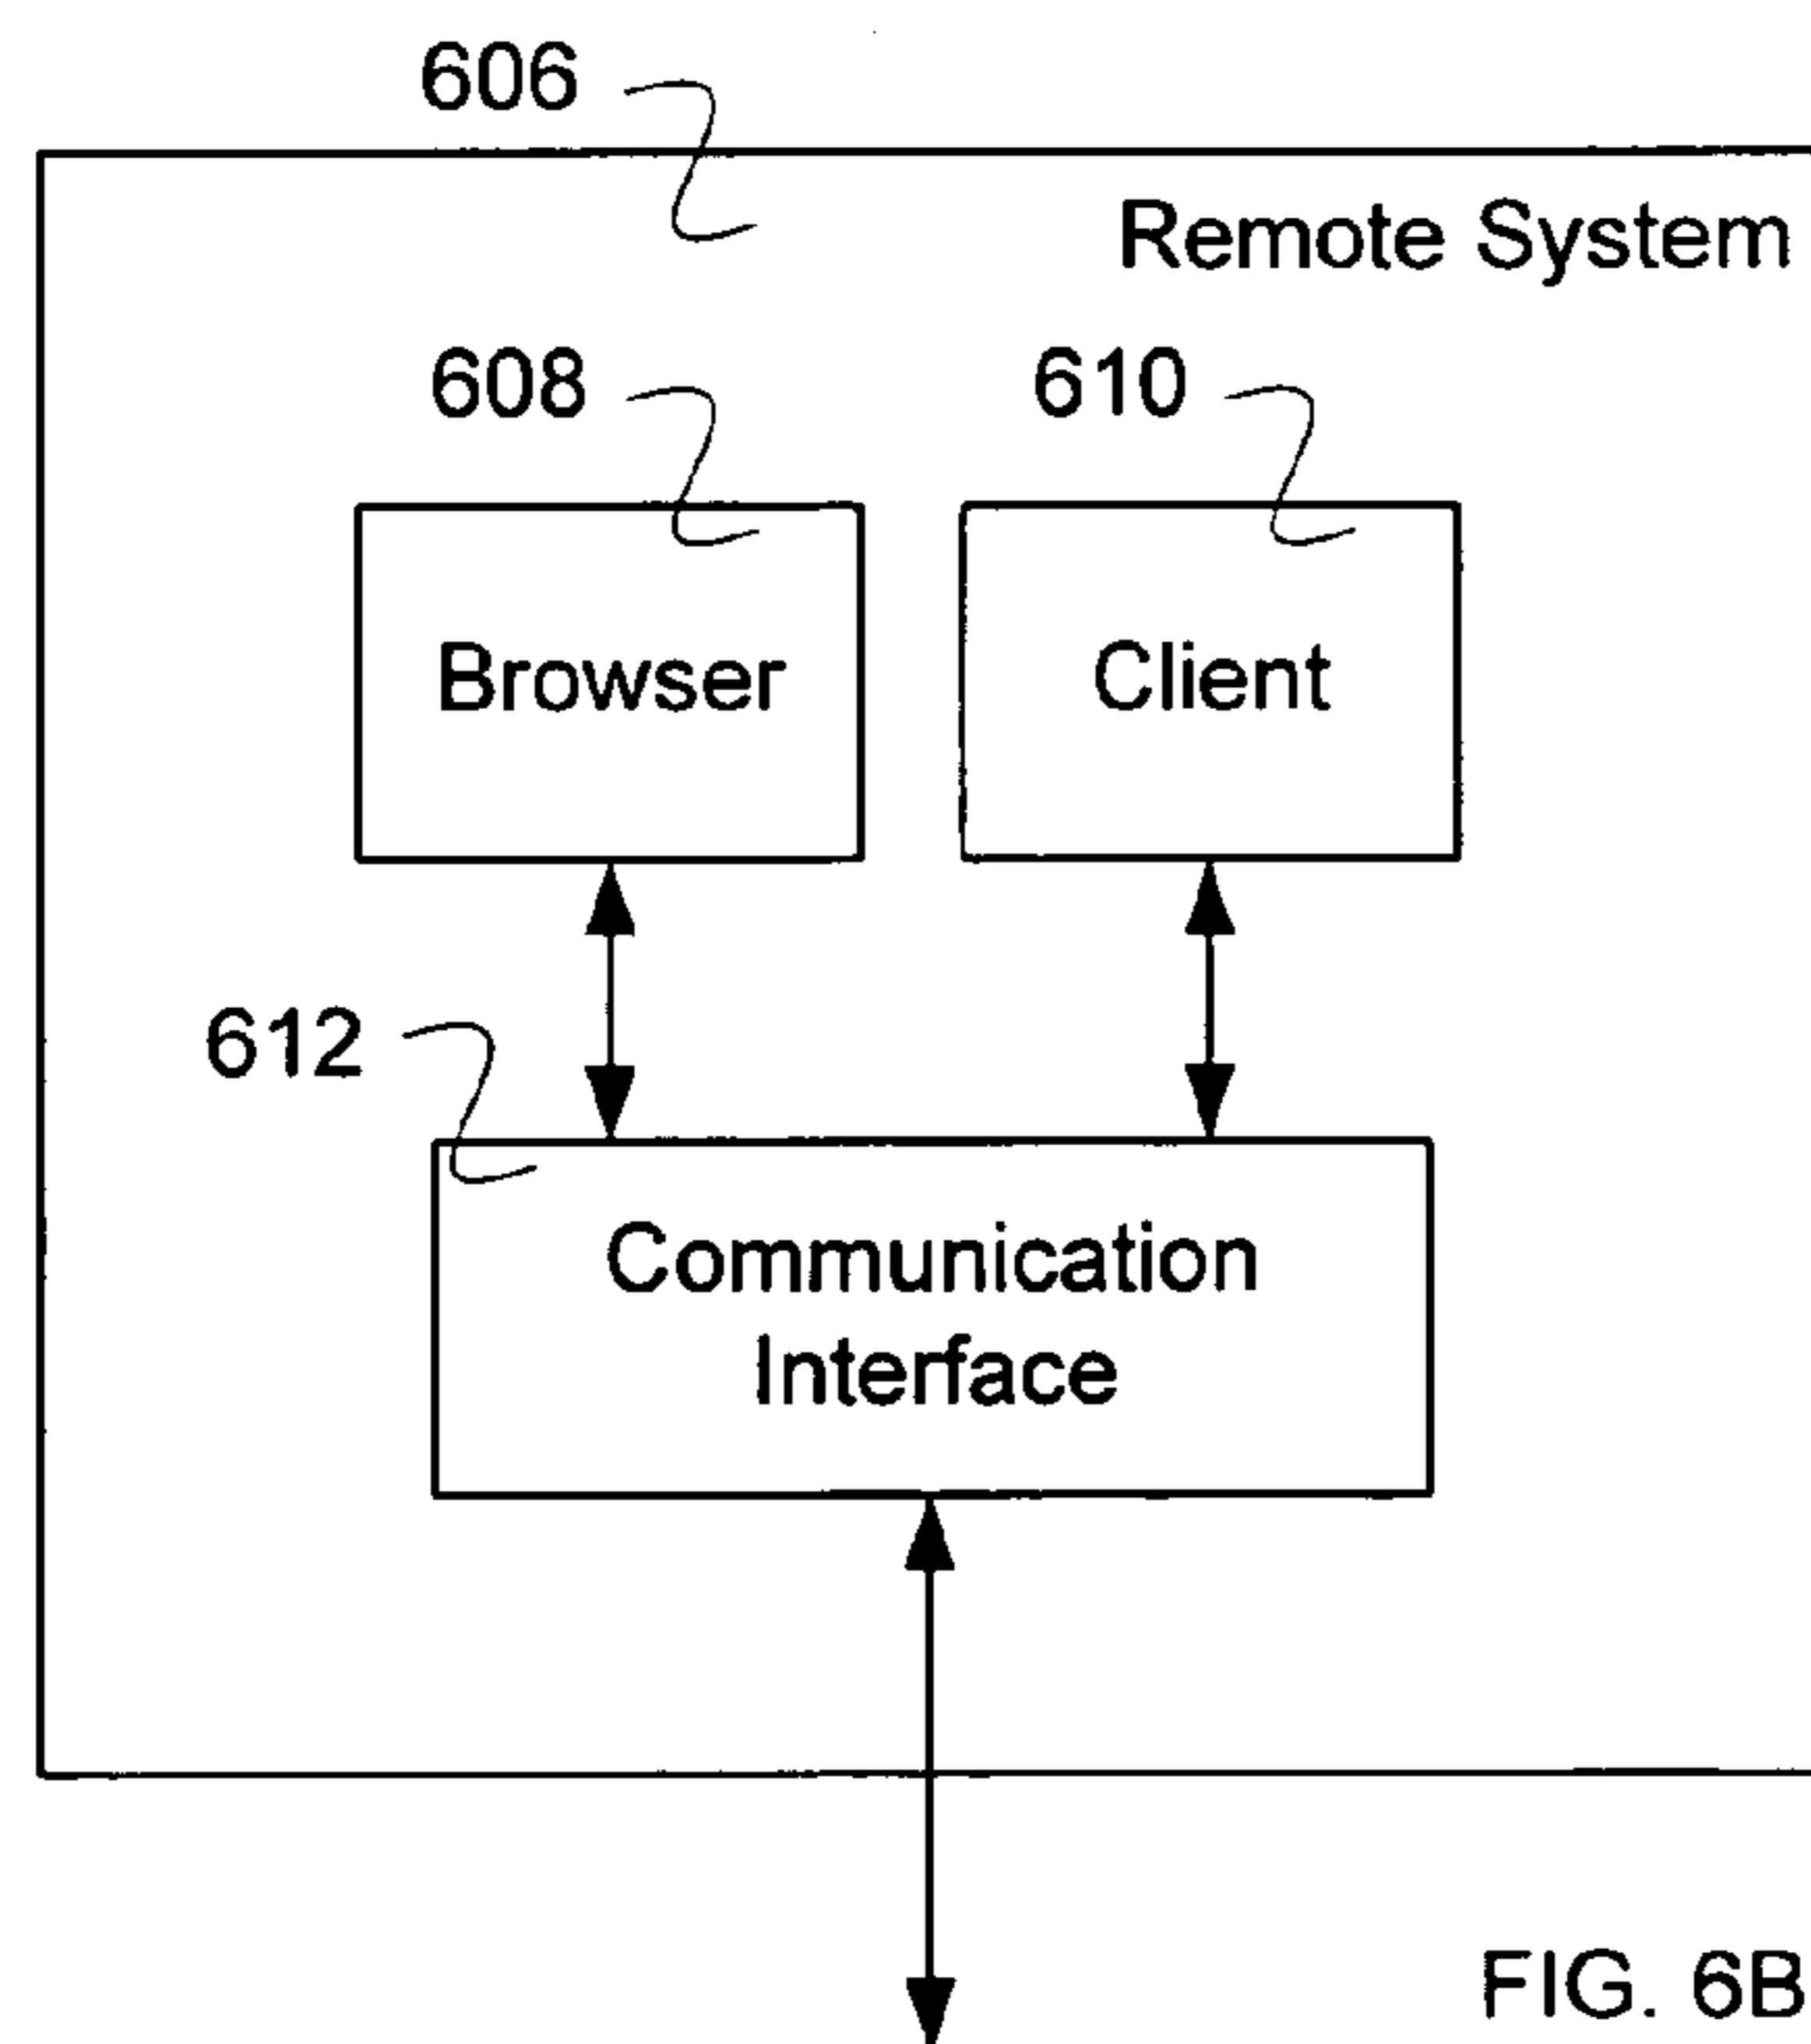 606
Remote System
608
610
Browser
Client
612
Communication
Interface
FIG. 6B